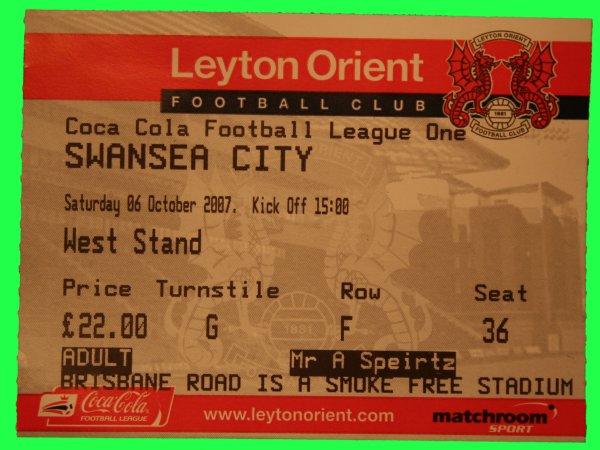 Leyton Orient
FOOTBALL CLUB
LEYTON ORIENT
1881
FOOTBALL CLUB
Coca Cola Football League One
SWANSEA CITY
Saturday 06 October 2007. Kick Off 15:00
West Stand
Price Turnstile Row Seat
£22.00 G F 36
1881
ADULT Mr A Speirtz
BRISBANE ROAD IS A SMOKE FREE STADIUM
Coca-Cola
FOOTBALL LEAGUE
www.leytonorient.com
matchroom
SPORT